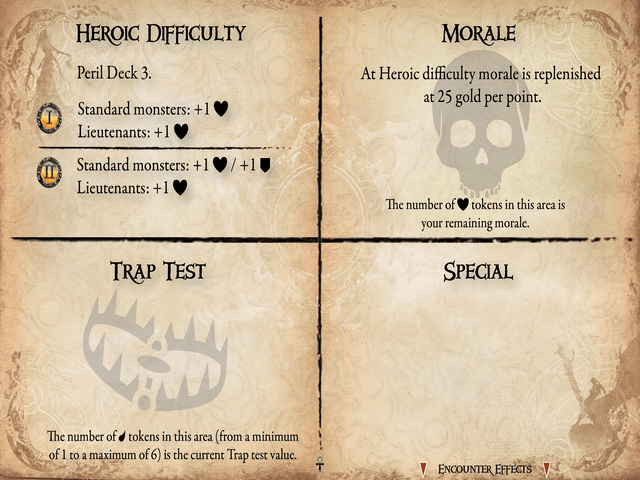 HEROIC DIFFICULTY
Peril Deck 3.
I
Standard monsters: +1
Lieutenants: +1
II
Standard monsters: +1 / +1
Lieutenants: +1
MORALE
At Heroic difficulty morale is replenished
at 25 gold per point.
The number of tokens in this area is
your remaining morale.
TRAP TEST
The number of tokens in this area (from a minimum
of 1 to a maximum of 6) is the current Trap test value.
SPECIAL
ENCOUNTER EFFECTS